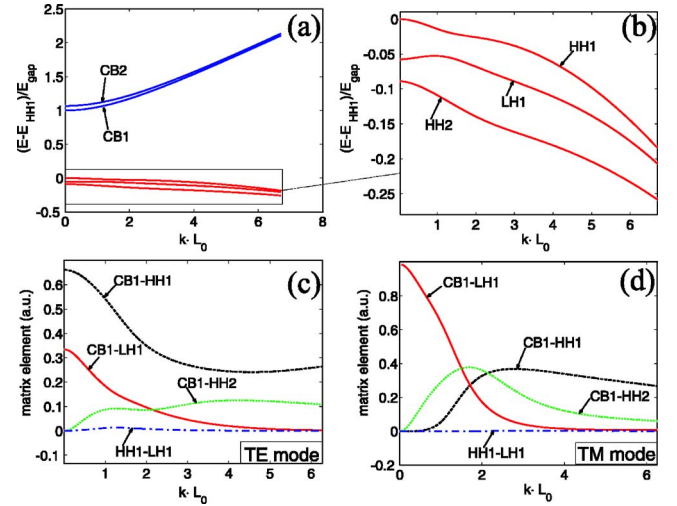 (a)
(E-E_HH1)/E_gap
2.5
2
1.5
1
0.5
0
-0.5
CB2
CB1
0 2 4 6 8
k· L_0
(b)
(E-E_HH1)/E_gap
0
-0.05
-0.1
-0.15
-0.2
-0.25
HH1
LH1
HH2
0 1 2 3 4 5 6
k· L_0
(c)
matrix element (a.u.)
0.6
0.5
0.4
0.3
0.2
0.1
0
-0.1
CB1-HH1
CB1-LH1
CB1-HH2
HH1-LH1
TE mode
1 2 3 4 5 6
k· L_0
(d)
matrix element (a.u.)
1
0.8
0.6
0.4
0.2
0
0.2
CB1-LH1
CB1-HH1
CB1-HH2
HH1-LH1
TM mode
0 1 2 3 4 5 6
k· L_0